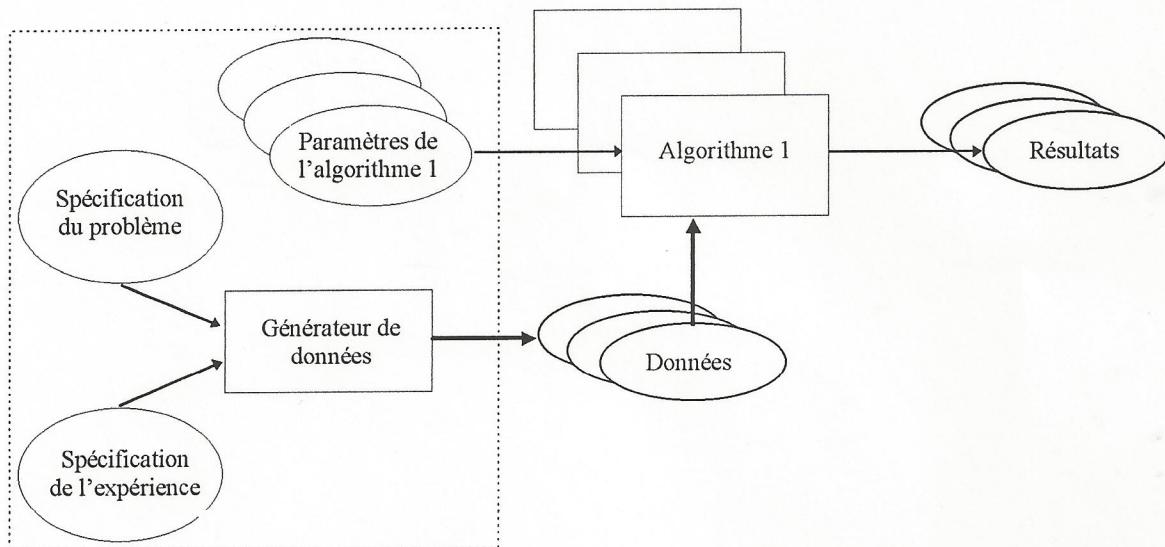 Paramètres de
l'algorithme 1
Algorithme 1
Résultats
Spécification
du problème
Générateur de
données
Données
Spécification
de l'expérience